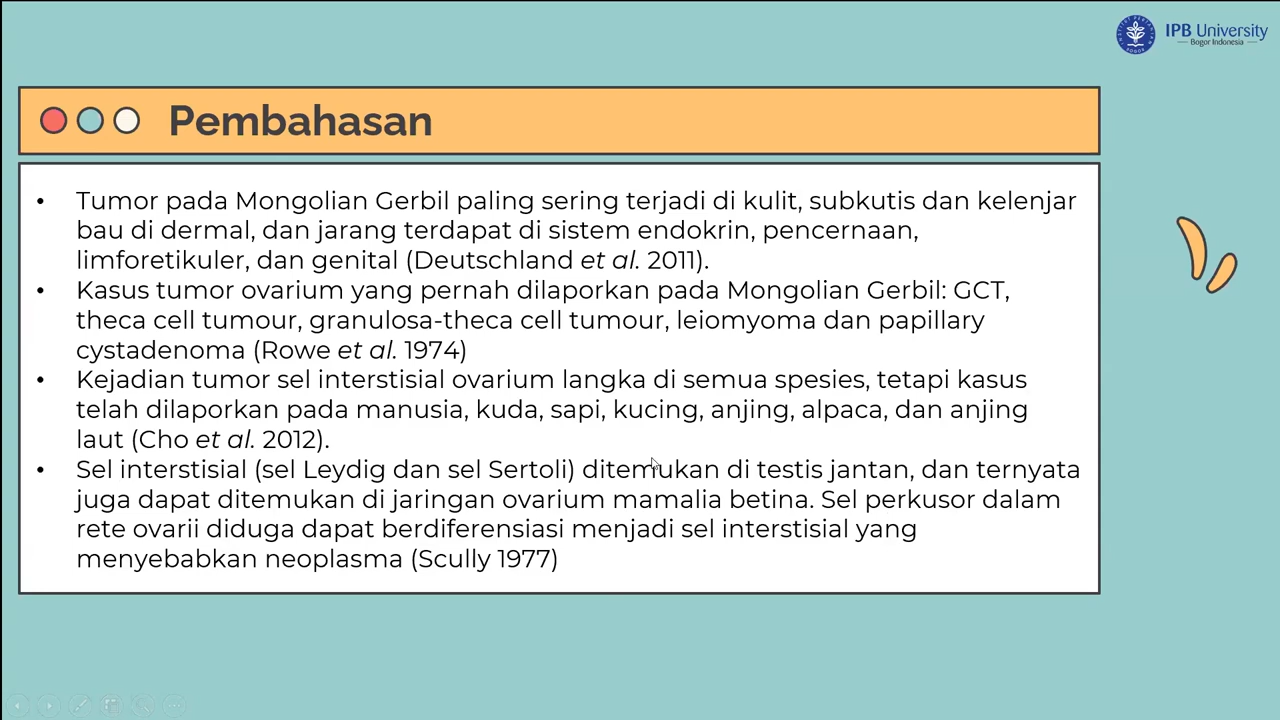 IPB University
Bogor Indonesia
Pembahasan
• Tumor pada Mongolian Gerbil paling sering terjadi di kulit, subkutis dan kelenjar
bau di dermal, dan jarang terdapat di sistem endokrin, pencernaan,
limforetikuler, dan genital (Deutschland et al. 2011).
• Kasus tumor ovarium yang pernah dilaporkan pada Mongolian Gerbil: GCT,
theca cell tumour, granulosa-theca cell tumour, leiomyoma dan papillary
cystadenoma (Rowe et al. 1974)
• Kejadian tumor sel interstisial ovarium langka di semua spesies, tetapi kasus
telah dilaporkan pada manusia, kuda, sapi, kucing, anjing, alpaca, dan anjing
laut (Cho et al. 2012).
• Sel interstisial (sel Leydig dan sel Sertoli) ditemukan di testis jantan, dan ternyata
juga dapat ditemukan di jaringan ovarium mamalia betina. Sel perkusor dalam
rete ovarii diduga dapat berdiferensiasi menjadi sel interstisial yang
menyebabkan neoplasma (Scully 1977)